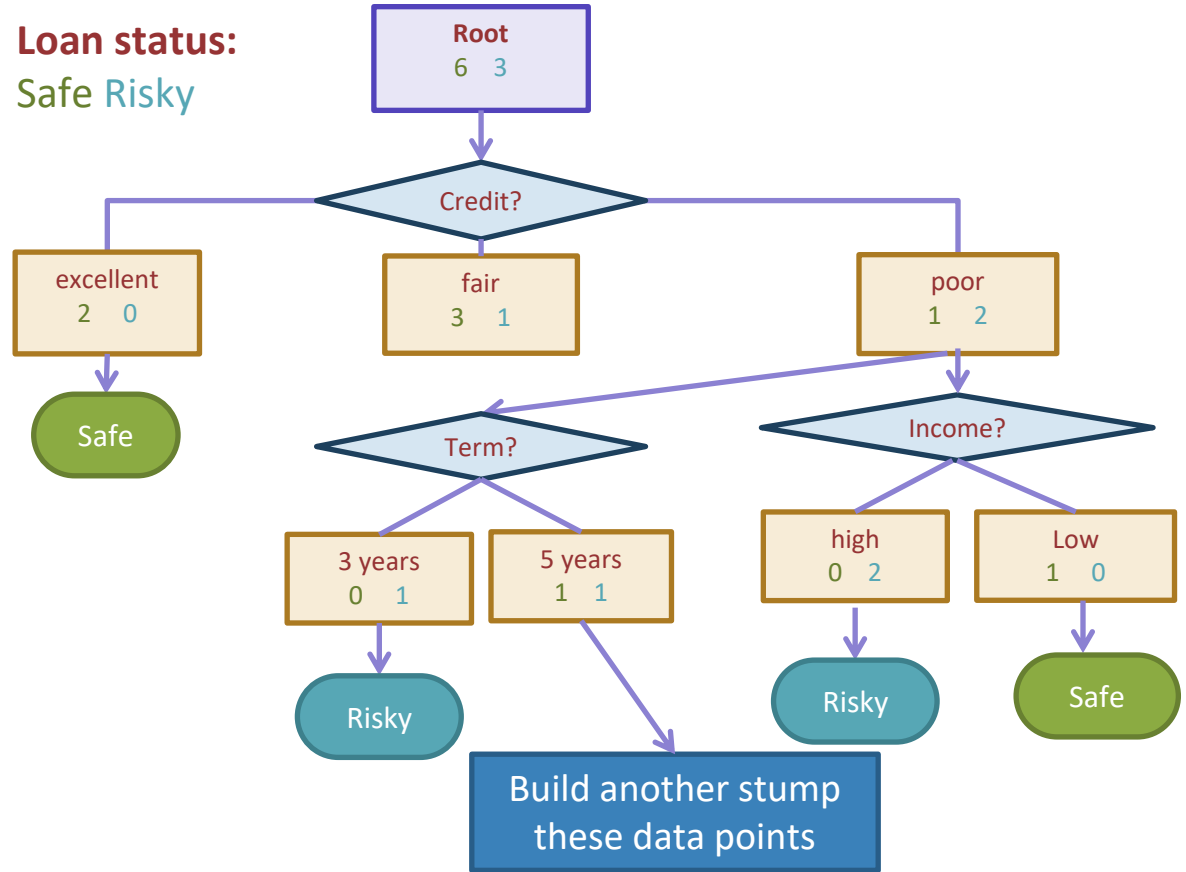 Loan status:
Safe Risky
Root
6 3
Credit?
excellent
2 0
fair
3 1
poor
1 2
Safe
Term?
Income?
3 years
0 1
5 years
1 1
high
0 2
Low
1 0
Risky
Risky
Safe
Build another stump
these data points